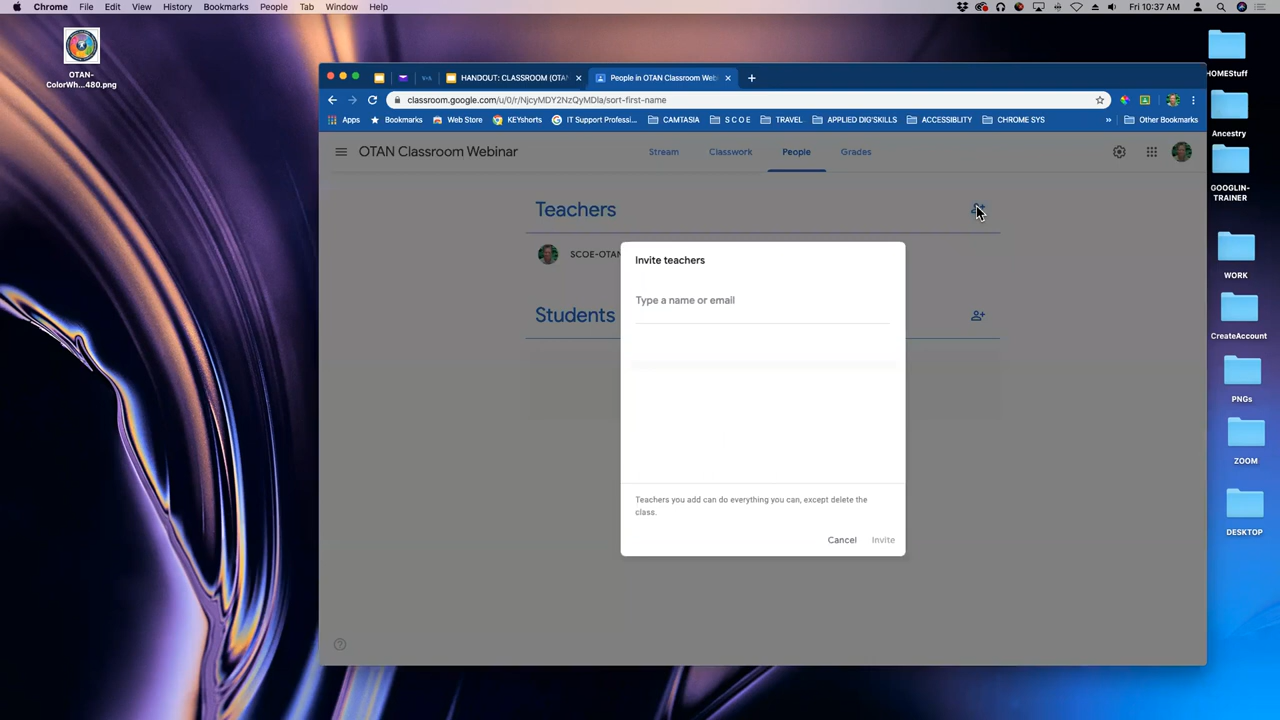 Chrome File Edit View History Bookmarks People Tab Window Help
Fri 10:37 AM
OTAN-
ColorWh...480.png
HANDOUT: CLASSROOM (OTAN
People in OTAN Classroom Web
classroom.google.com/u/0/r/NjcyMDY2NzQyMDIa/sort-first-name
Apps Bookmarks Web Store KEYshorts IT Support Professi... CAMTASIA S C O E TRAVEL APPLIED DIG'SKILLS ACCESSIBLITY CHROME SYS » Other Bookmarks
OTAN Classroom Webinar
Stream Classwork People Grades
Teachers
SCOE-OTAN
Students
Invite teachers
Type a name or email
Teachers you add can do everything you can, except delete the
class.
Cancel Invite
HOMEStuff
Ancestry
GOOGLIN-
TRAINER
WORK
CreateAccount
PNGs
ZOOM
DESKTOP